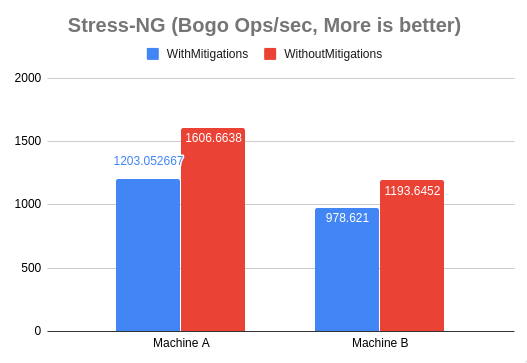 Stress-NG (Bogo Ops/sec, More is better)
WithMitigations WithoutMitigations
2000
1500
1000
500
0
1203.052667
1606.6638
978.621
1193.6452
Machine A
Machine B